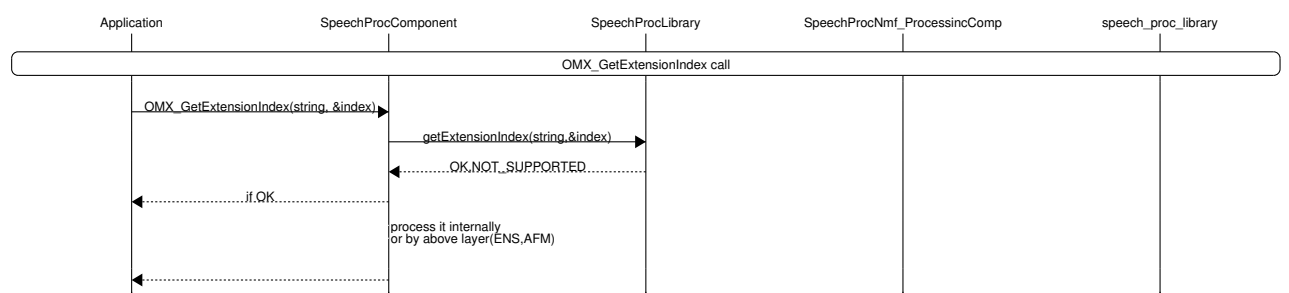 Application SpeechProcComponent SpeechProcLibrary SpeechProcNmf_ProcessincComp speech_proc_library
OMX_GetExtensionIndex call
OMX_GetExtensionIndex(string, &index)
getExtensionIndex(string,&index)
OK,NOT_SUPPORTED
if OK
process it internally
or by above layer(ENS,AFM)